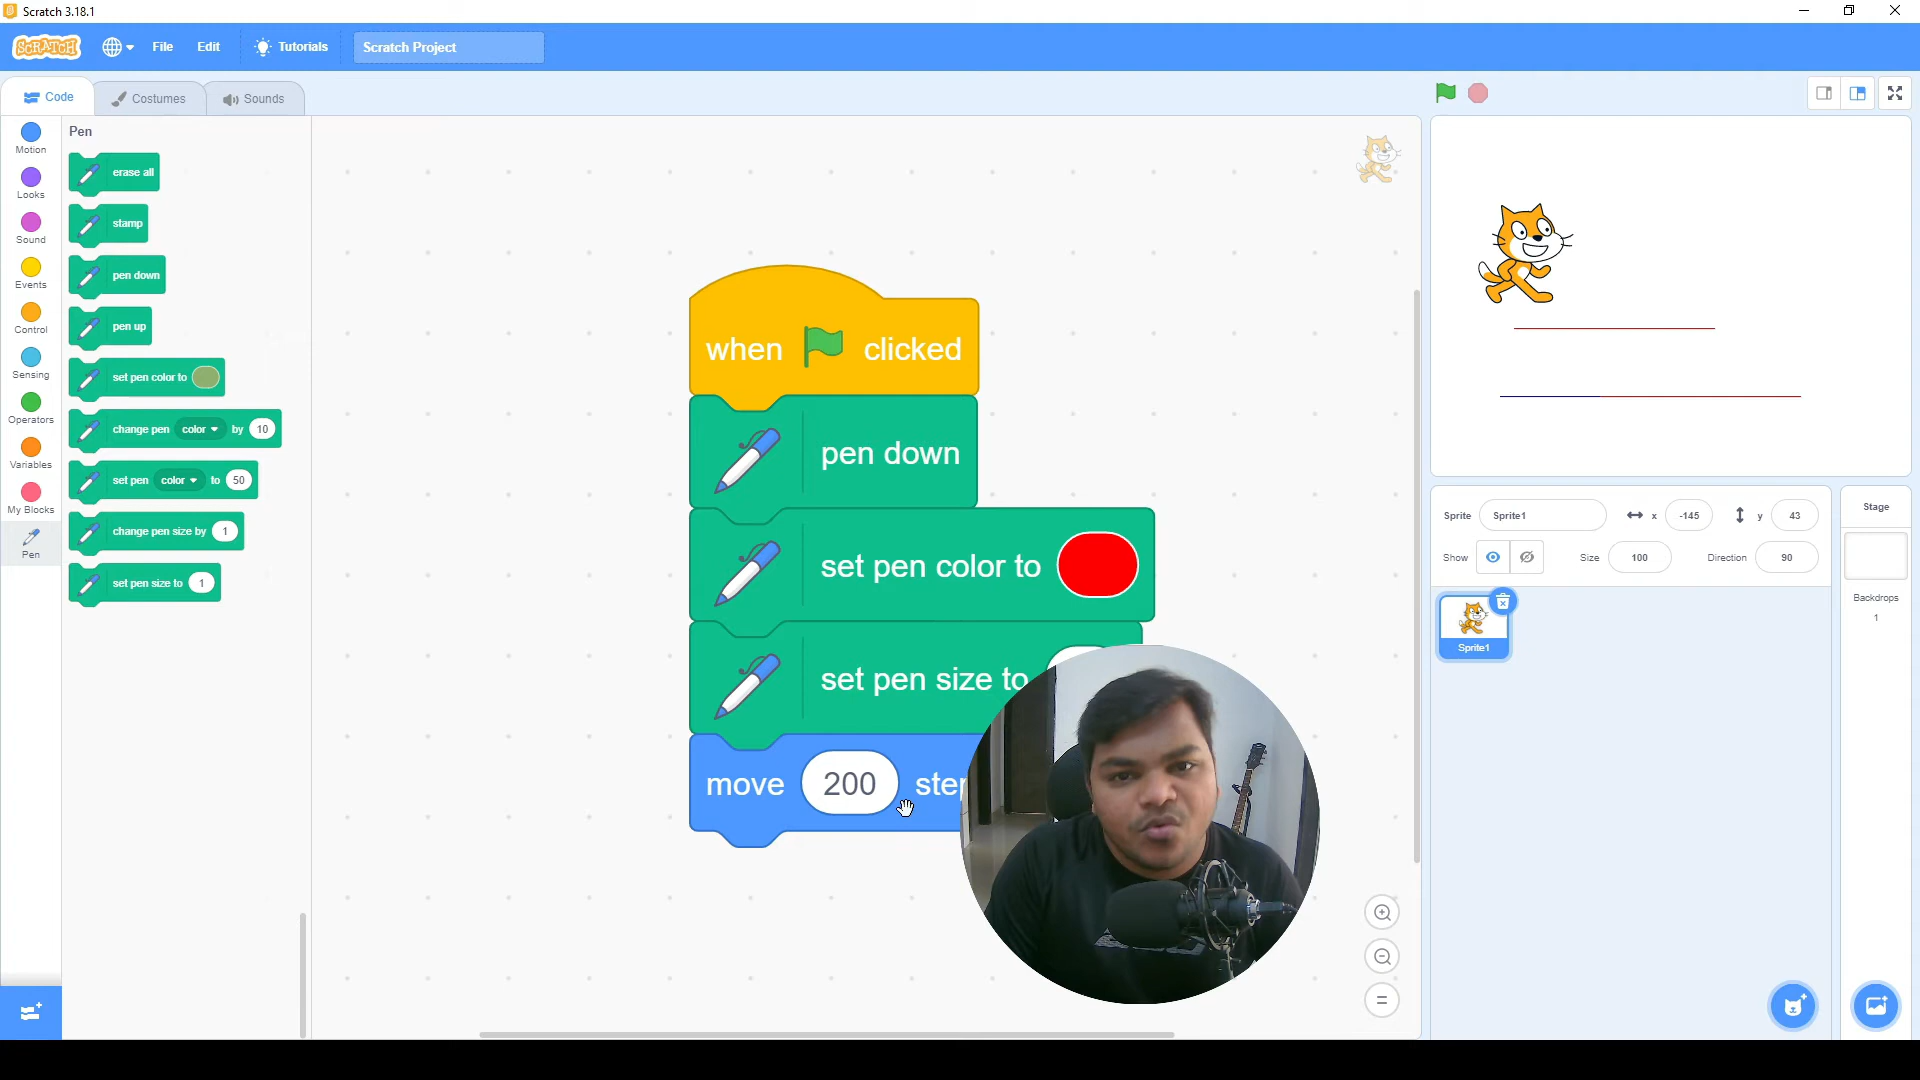 Scratch 3.18.1
SCRATCH
File
Edit
Tutorials
Scratch Project
Code
Costumes
Sounds
Motion
Looks
Sound
Events
Control
Sensing
Operators
Variables
My Blocks
Pen
Pen
erase all
stamp
pen down
pen up
set pen color to
change pen color by 10
set pen color to 50
change pen size by 1
set pen size to 1
when clicked
pen down
set pen color to
set pen size to
move 200
Sprite Sprite1 x -145 y 43
Show Size 100 Direction 90
Sprite1
Stage
Backdrops
1